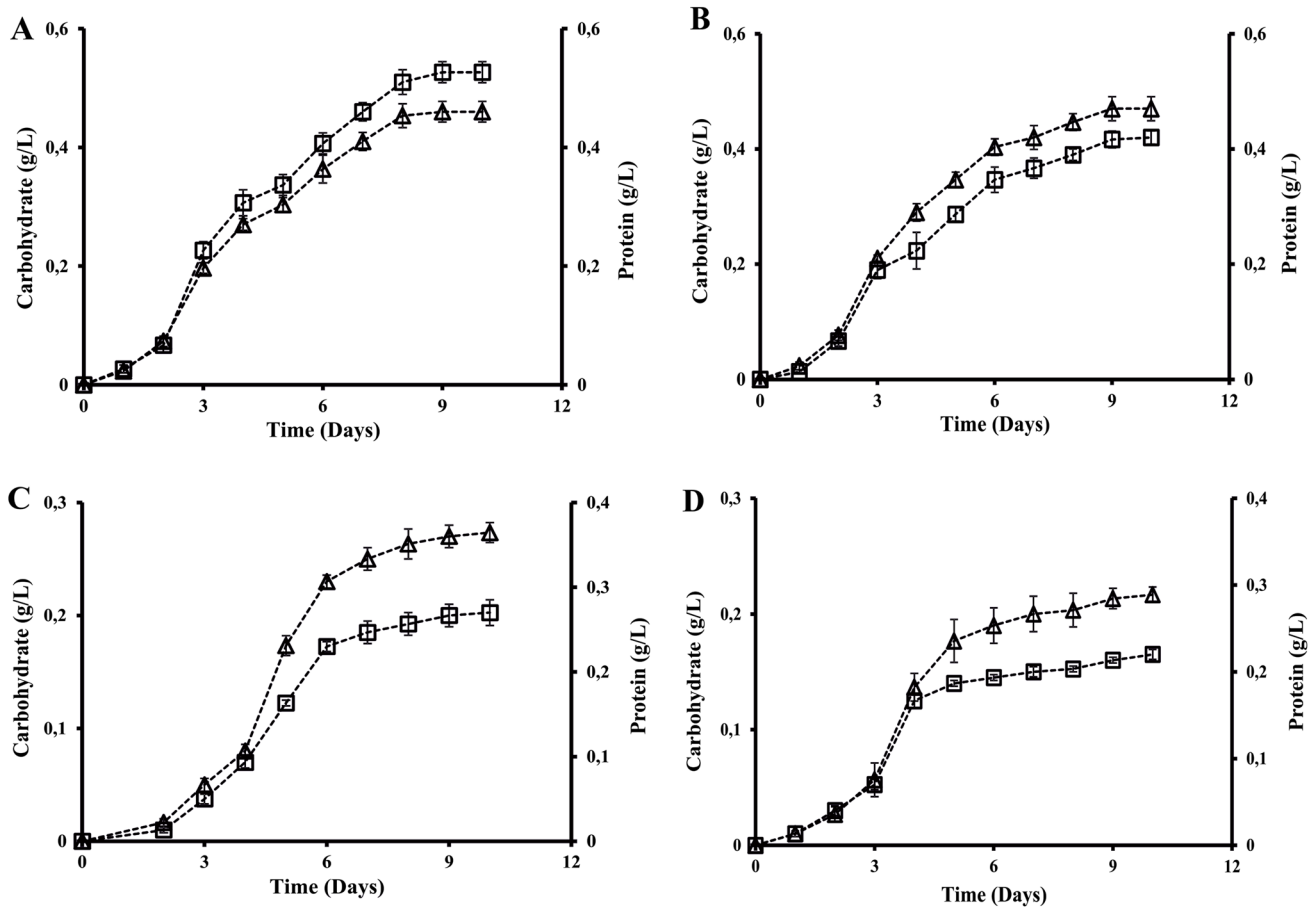 A
0,6
0,4
0,2
0
Carbohydrate (g/L)
0,6
0,4
0,2
0
Protein (g/L)
0 3 6 9 12
Time (Days)
B
0,6
0,4
0,2
0
Carbohydrate (g/L)
0,6
0,4
0,2
0
Protein (g/L)
0 3 6 9 12
Time (Days)
C
0,3
0,2
0,1
0
Carbohydrate (g/L)
0,4
0,3
0,2
0,1
0
Protein (g/L)
0 3 6 9 12
Time (Days)
D
0,3
0,2
0,1
0
Carbohydrate (g/L)
0,4
0,3
0,2
0,1
0
Protein (g/L)
0 3 6 9 12
Time (Days)